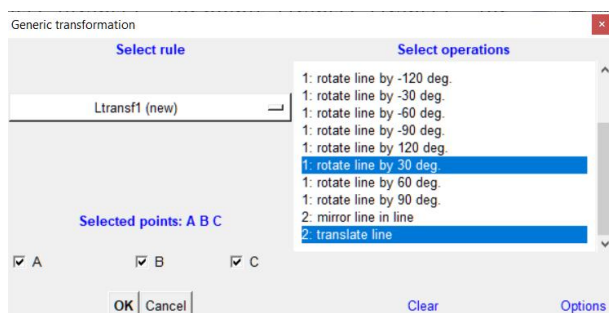 Generic transformation
Select rule
Select operations
Ltransf1 (new)
1: rotate line by -120 deg.
1: rotate line by -30 deg.
1: rotate line by -60 deg.
1: rotate line by -90 deg.
1: rotate line by 120 deg.
1: rotate line by 30 deg.
1: rotate line by 60 deg.
1: rotate line by 90 deg.
2: mirror line in line
2: translate line
Selected points: A B C
A B C
OK Cancel
Clear
Options